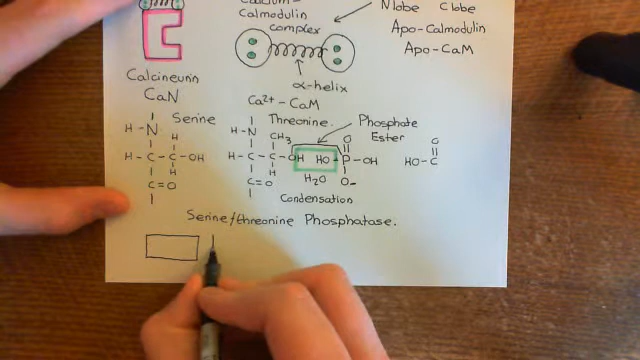 Calmodulin
complex
N lobe C lobe
Apo-Calmodulin
Apo-CaM
α-helix
Calcineurin
CaN
Ca2+-CaM
Serine
Threonine
Phosphate
Ester
H-N
H
H-C-C-OH
H
C=O
H-N
CH3
H-C-C-OH HO-P-OH
H
O
O-
C=O
H2O
O
HO-C
Condensation
Serine/threonine Phosphatase.